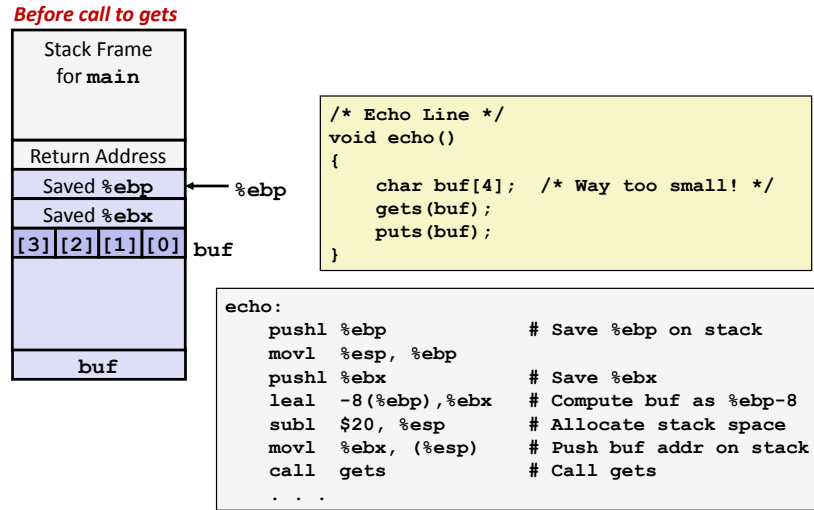 Before call to gets
Stack Frame
for main
Return Address
Saved %ebp
%ebp
Saved %ebx
[3] [2] [1] [0]
buf
buf
/* Echo Line */
void echo()
{
    char buf[4];  /* Way too small! */
    gets(buf);
    puts(buf);
}
echo:
    pushl %ebp            # Save %ebp on stack
    movl  %esp, %ebp
    pushl %ebx            # Save %ebx
    leal  -8(%ebp),%ebx   # Compute buf as %ebp-8
    subl  $20, %esp       # Allocate stack space
    movl  %ebx, (%esp)    # Push buf addr on stack
    call  gets            # Call gets
    . . .